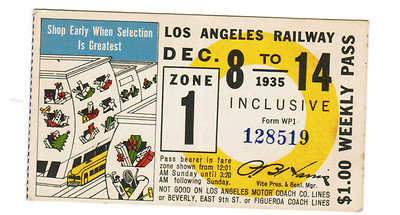 Shop Early When Selection
Is Greatest
LOS ANGELES RAILWAY
DEC. 8 TO 14
1935
ZONE
1
INCLUSIVE
Form WP1
128519
Pass bearer in fare
zone shown from 12:01
AM Sunday until 3:20
AM following Sunday.
Vice Pres. & Genl. Mgr.
NOT GOOD ON LOS ANGELES MOTOR COACH CO. LINES
or BEVERLY, EAST 9th ST. or FIGUEROA COACH LINES
$1.00 WEEKLY PASS